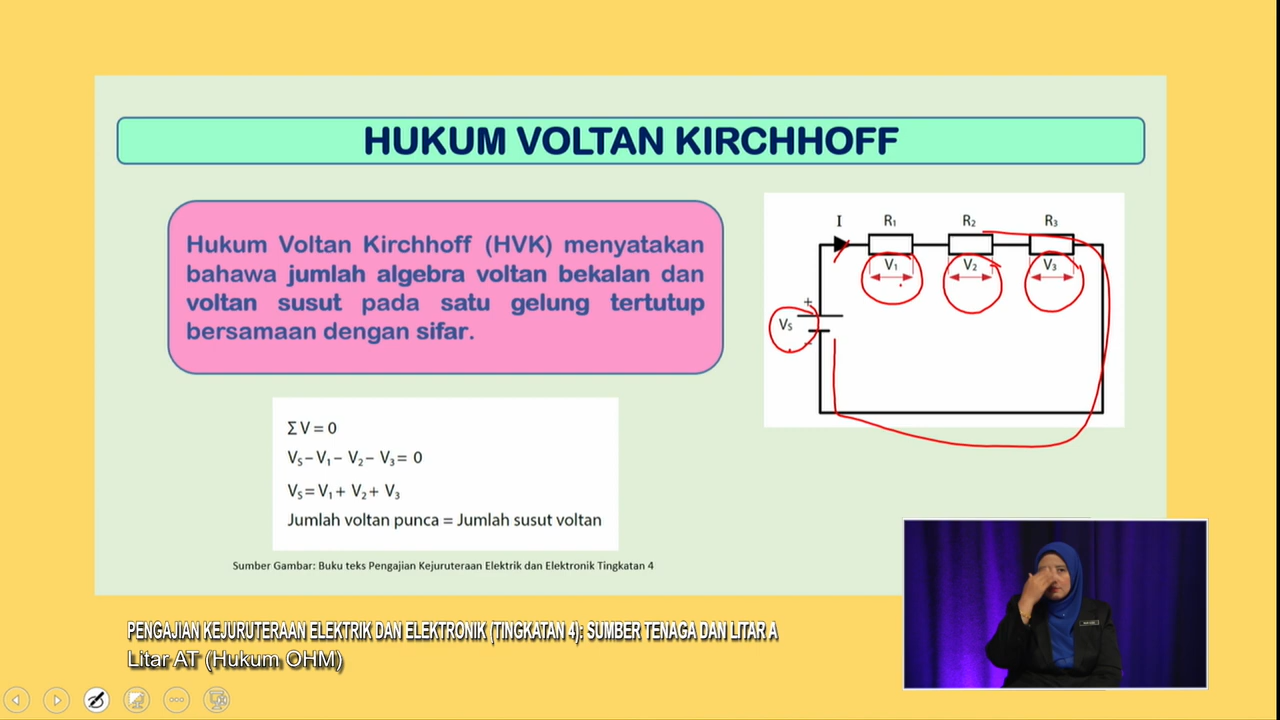 HUKUM VOLTAN KIRCHHOFF
Hukum Voltan Kirchhoff (HVK) menyatakan
bahawa jumlah algebra voltan bekalan dan
voltan susut pada satu gelung tertutup
bersamaan dengan sifar.
I R₁ R₂ R₃
V₁ V₂ V₃
+
Vₛ
-
∑ V = 0
Vₛ – V₁ – V₂ – V₃ = 0
Vₛ = V₁ + V₂ + V₃
Jumlah voltan punca = Jumlah susut voltan
Sumber Gambar: Buku teks Pengajian Kejuruteraan Elektrik dan Elektronik Tingkatan 4
PENGAJIAN KEJURUTERAAN ELEKTRIK DAN ELEKTRONIK (TINGKATAN 4): SUMBER TENAGA DAN LITAR A
Litar AT (Hukum OHM)